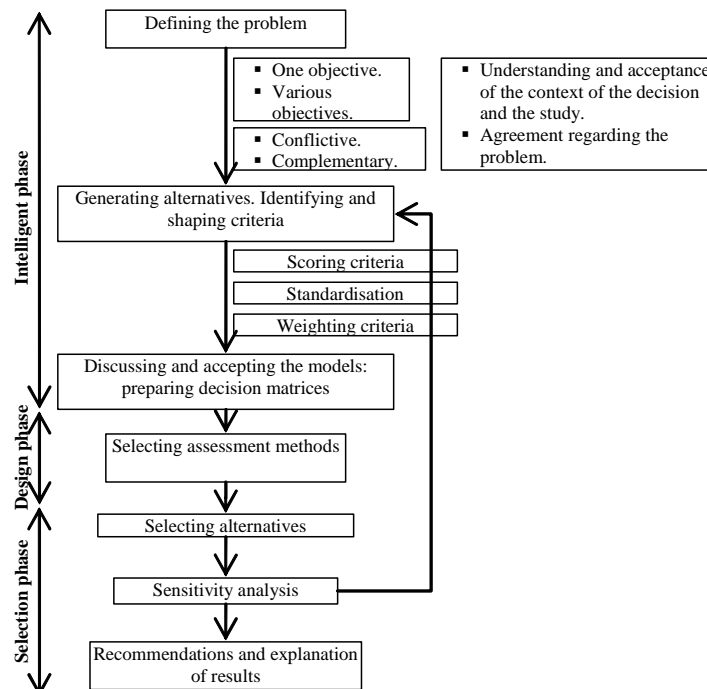 Defining the problem
▪ One objective.
▪ Various
objectives.
▪ Conflictive.
▪ Complementary.
▪ Understanding and acceptance
of the context of the decision
and the study.
▪ Agreement regarding the
problem.
Intelligent phase
Generating alternatives. Identifying and
shaping criteria
Scoring criteria
Standardisation
Weighting criteria
Discussing and accepting the models:
preparing decision matrices
Design phase
Selecting assessment methods
Selection phase
Selecting alternatives
Sensitivity analysis
Recommendations and explanation
of results